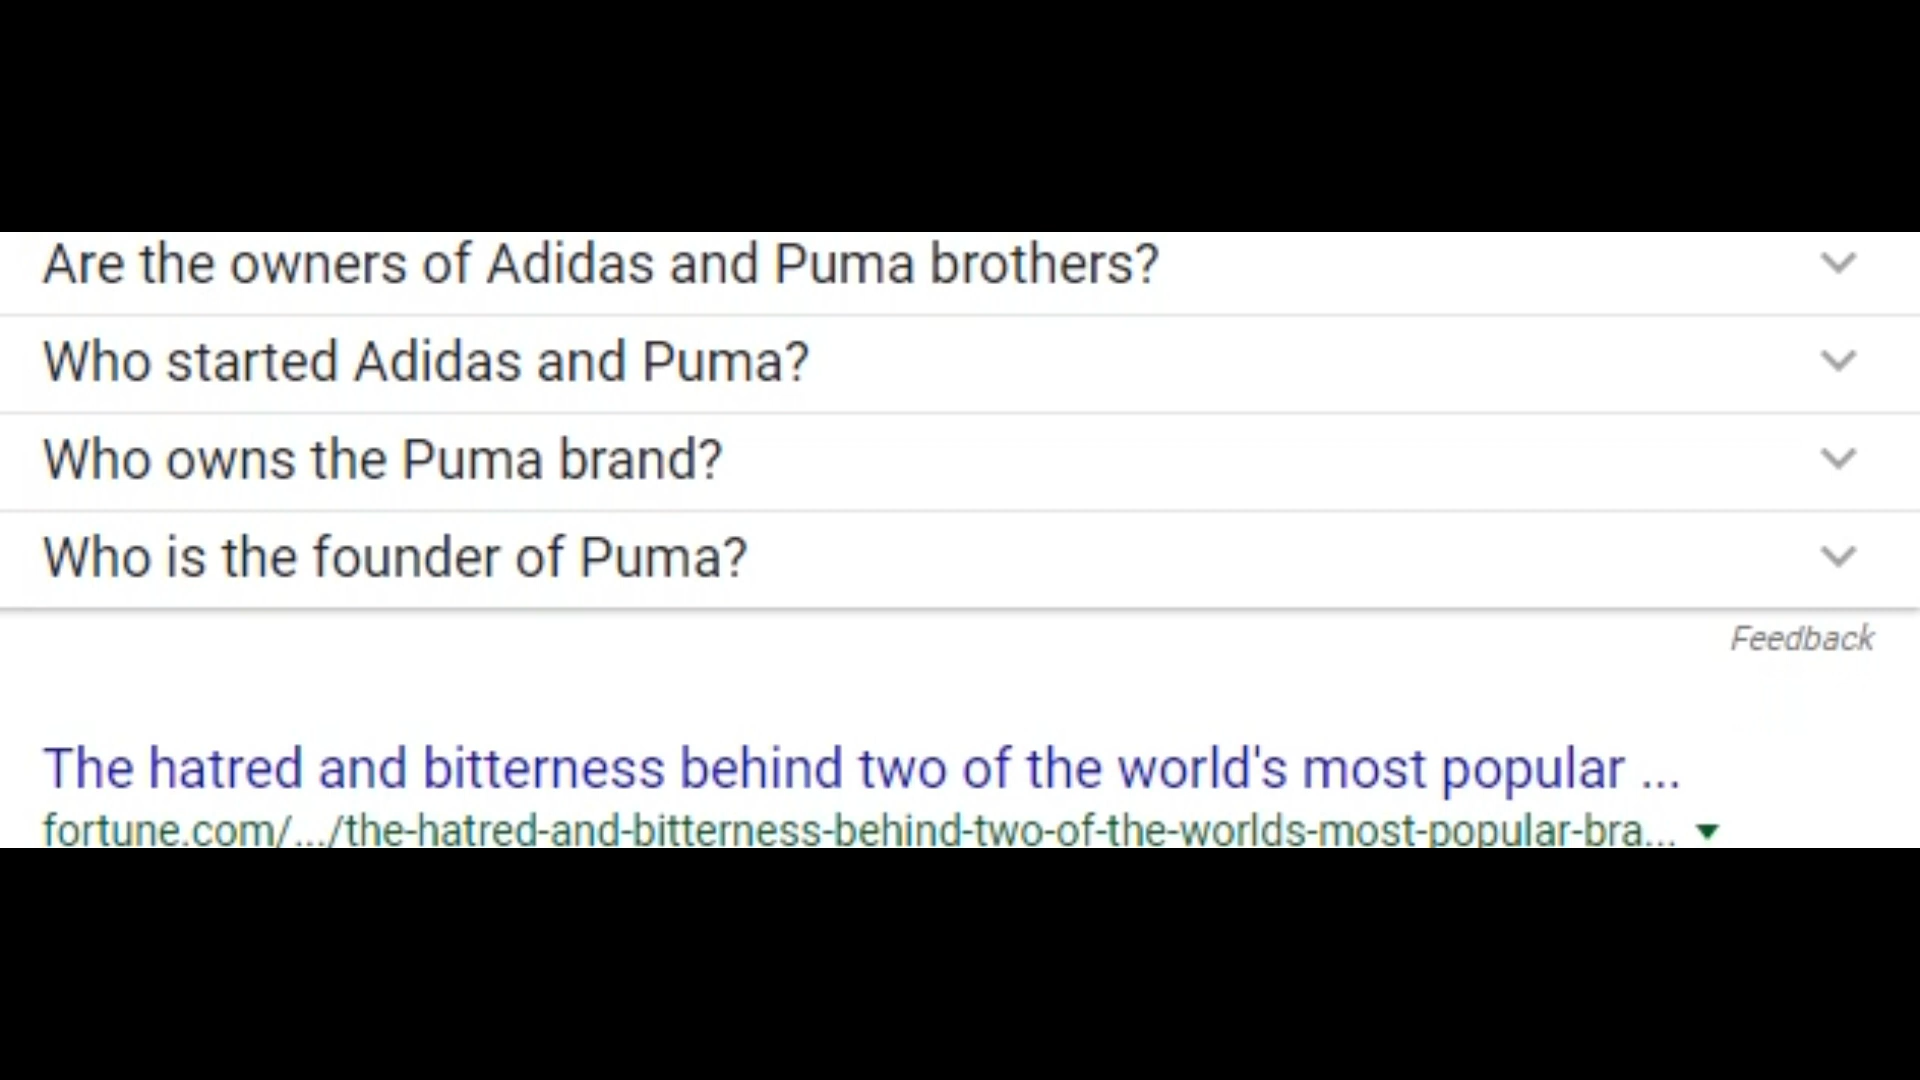 Are the owners of Adidas and Puma brothers?
Who started Adidas and Puma?
Who owns the Puma brand?
Who is the founder of Puma?
Feedback
The hatred and bitterness behind two of the world's most popular ...
fortune.com/.../the-hatred-and-bitterness-behind-two-of-the-worlds-most-popular-bra...